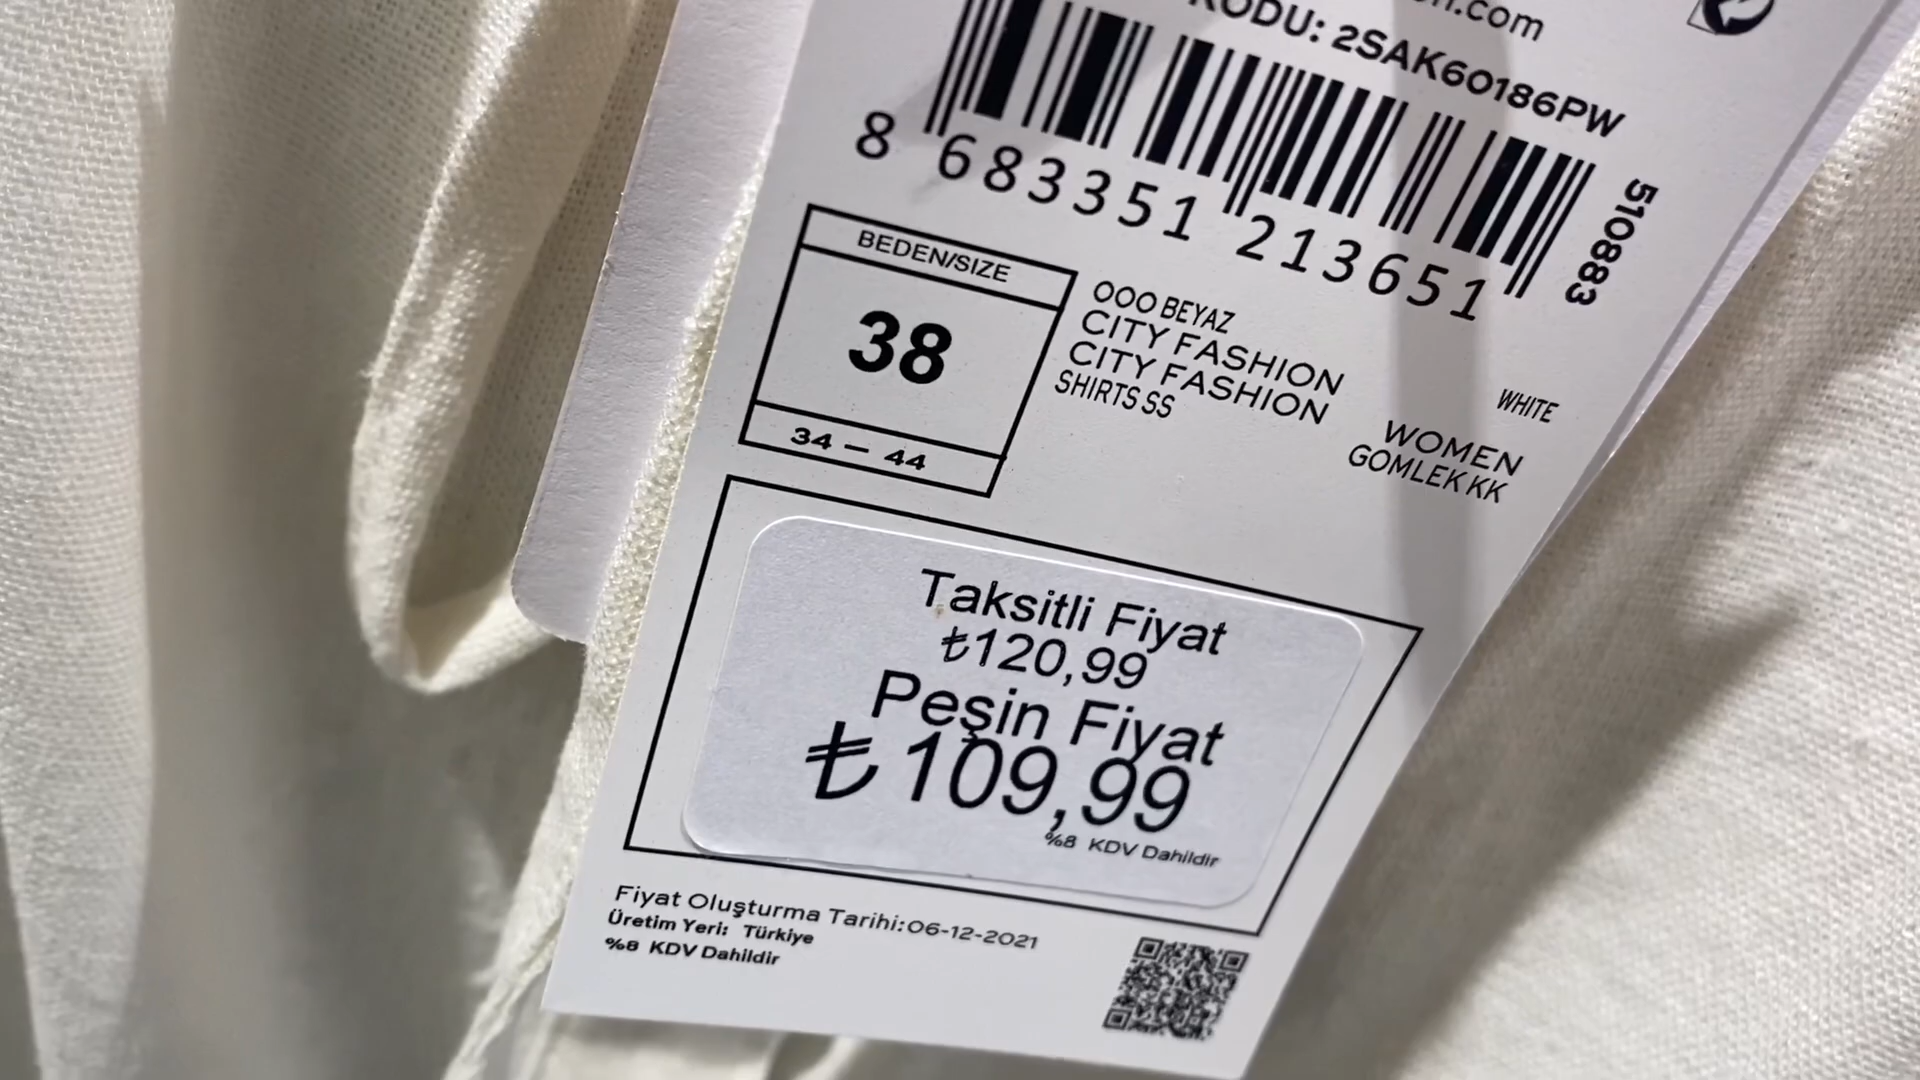 KODU: 2SAK60186PW
8 683351 213651
510883
BEDEN/SIZE
38
34 — 44
000 BEYAZ WHITE
CITY FASHION
CITY FASHION WOMEN
SHIRTS SS GOMLEK KK
Taksitli Fiyat
₺120,99
Peşin Fiyat
₺109,99
%8 KDV Dahildir
Fiyat Oluşturma Tarihi:06-12-2021
Üretim Yeri: Türkiye
%8 KDV Dahildir